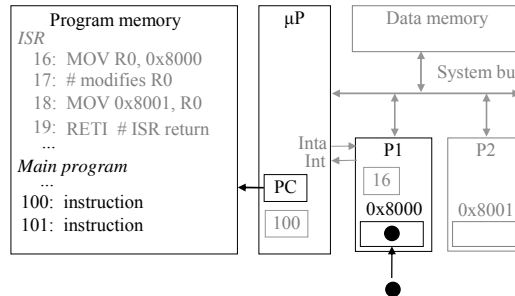 Program memory
ISR
16: MOV R0, 0x8000
17: # modifies R0
18: MOV 0x8001, R0
19: RETI # ISR return
...
Main program
...
100: instruction
101: instruction
μP
PC
100
Inta
Int
Data memory
System bu
P1
16
0x8000
P2
0x8001